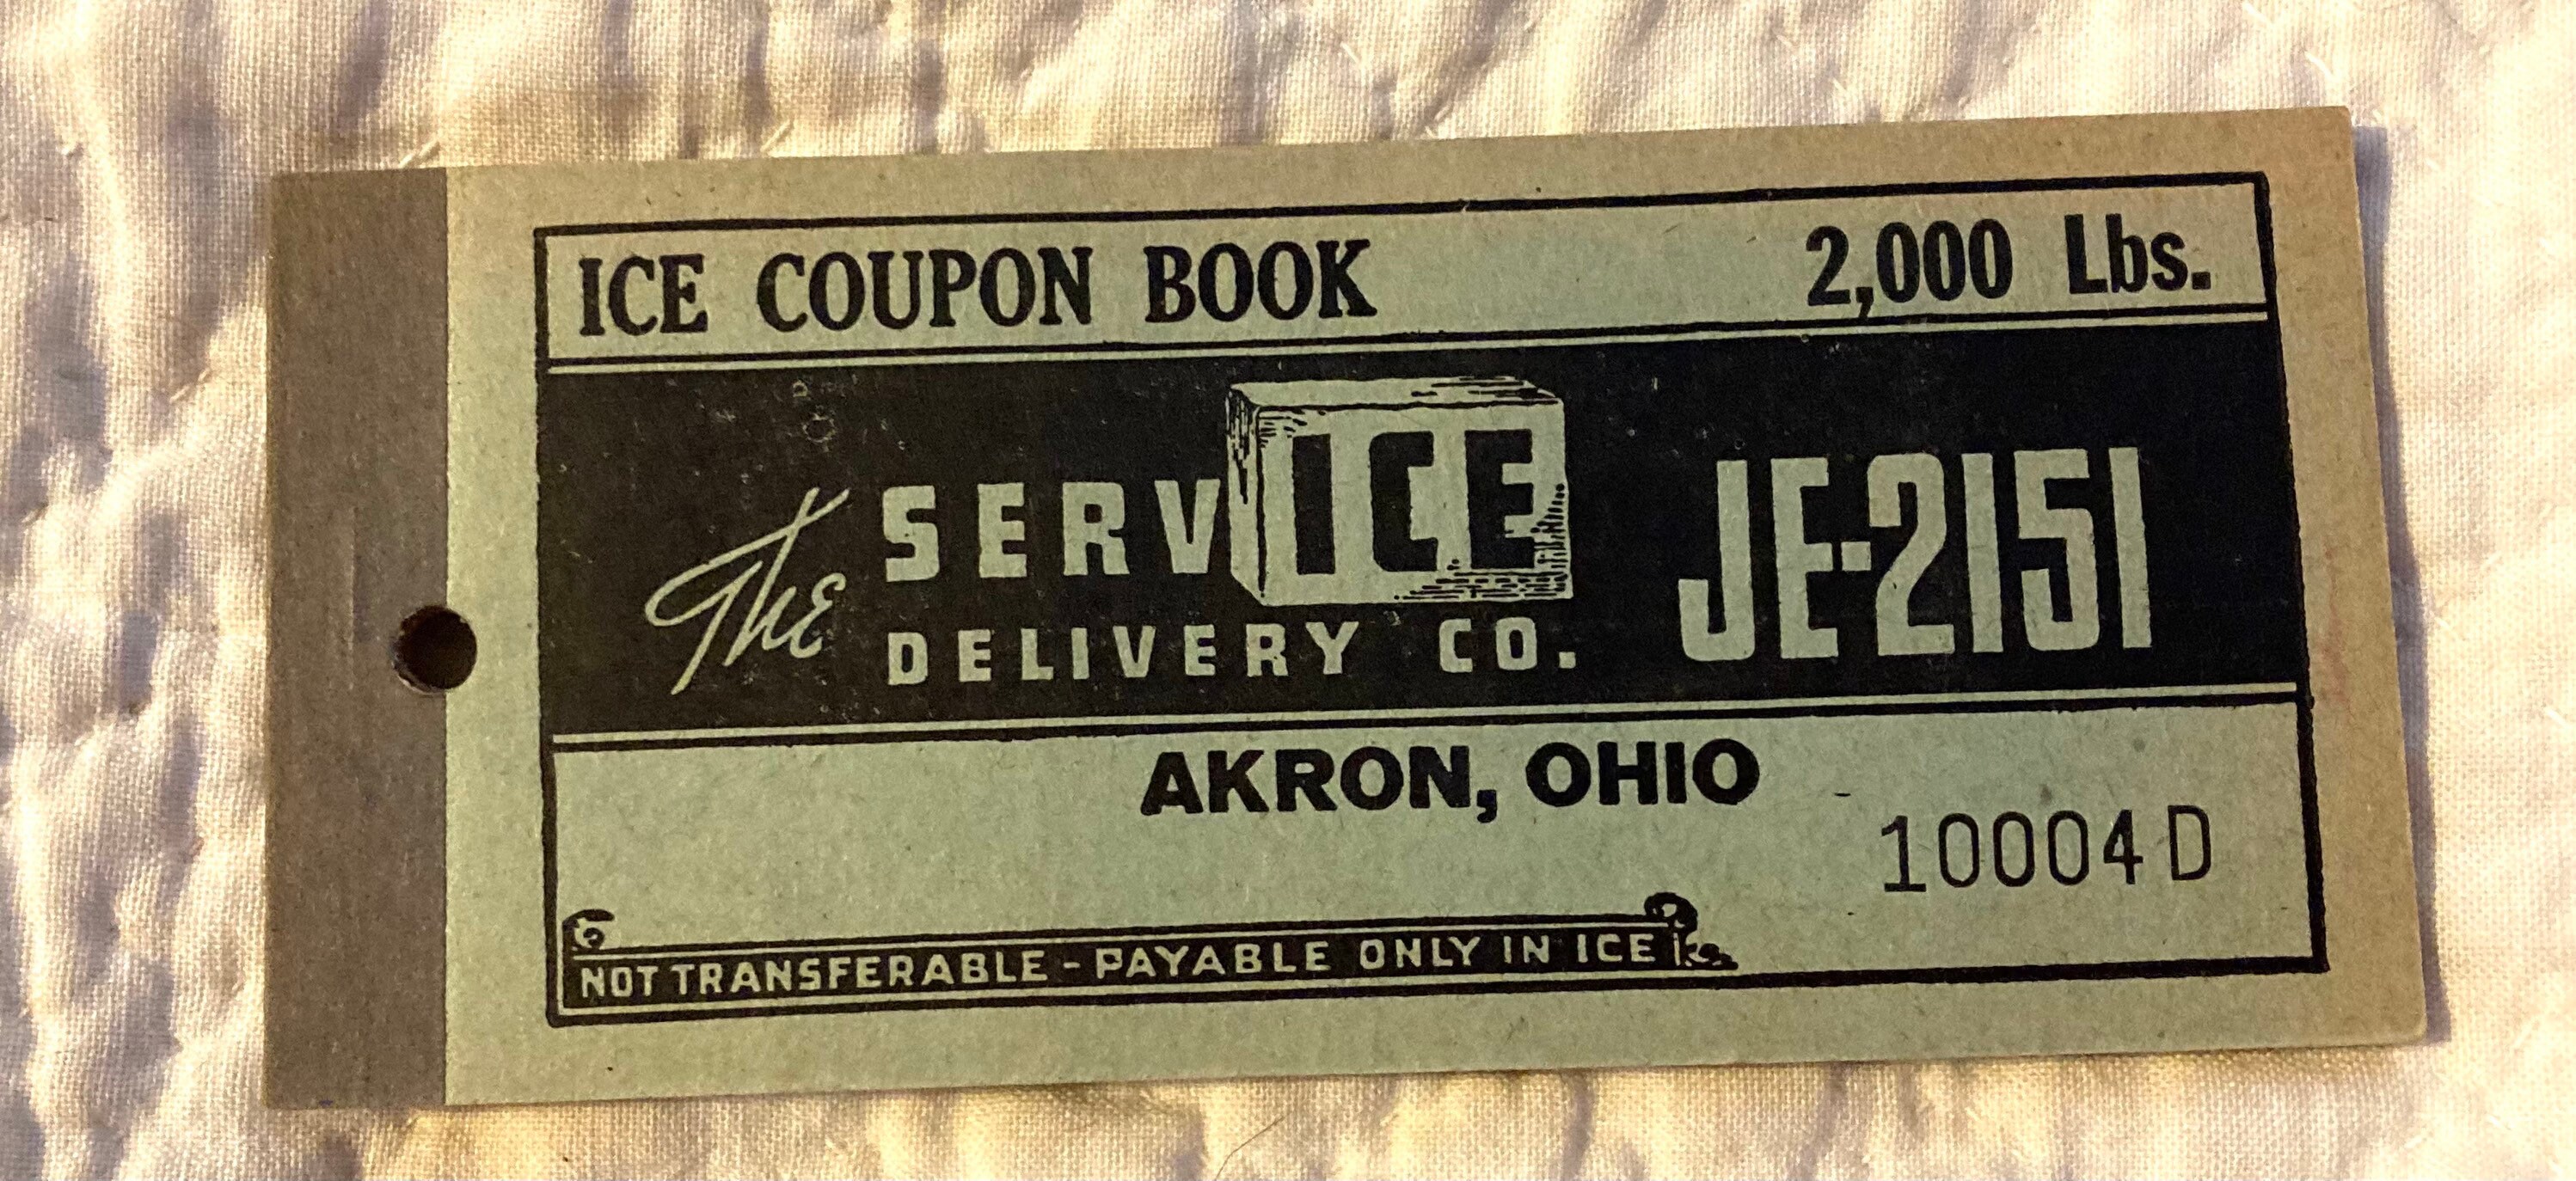 ICE COUPON BOOK 2,000 Lbs.
The SERVICE
DELIVERY CO.
JE-2151
AKRON, OHIO
10004 D
NOT TRANSFERABLE - PAYABLE ONLY IN ICE